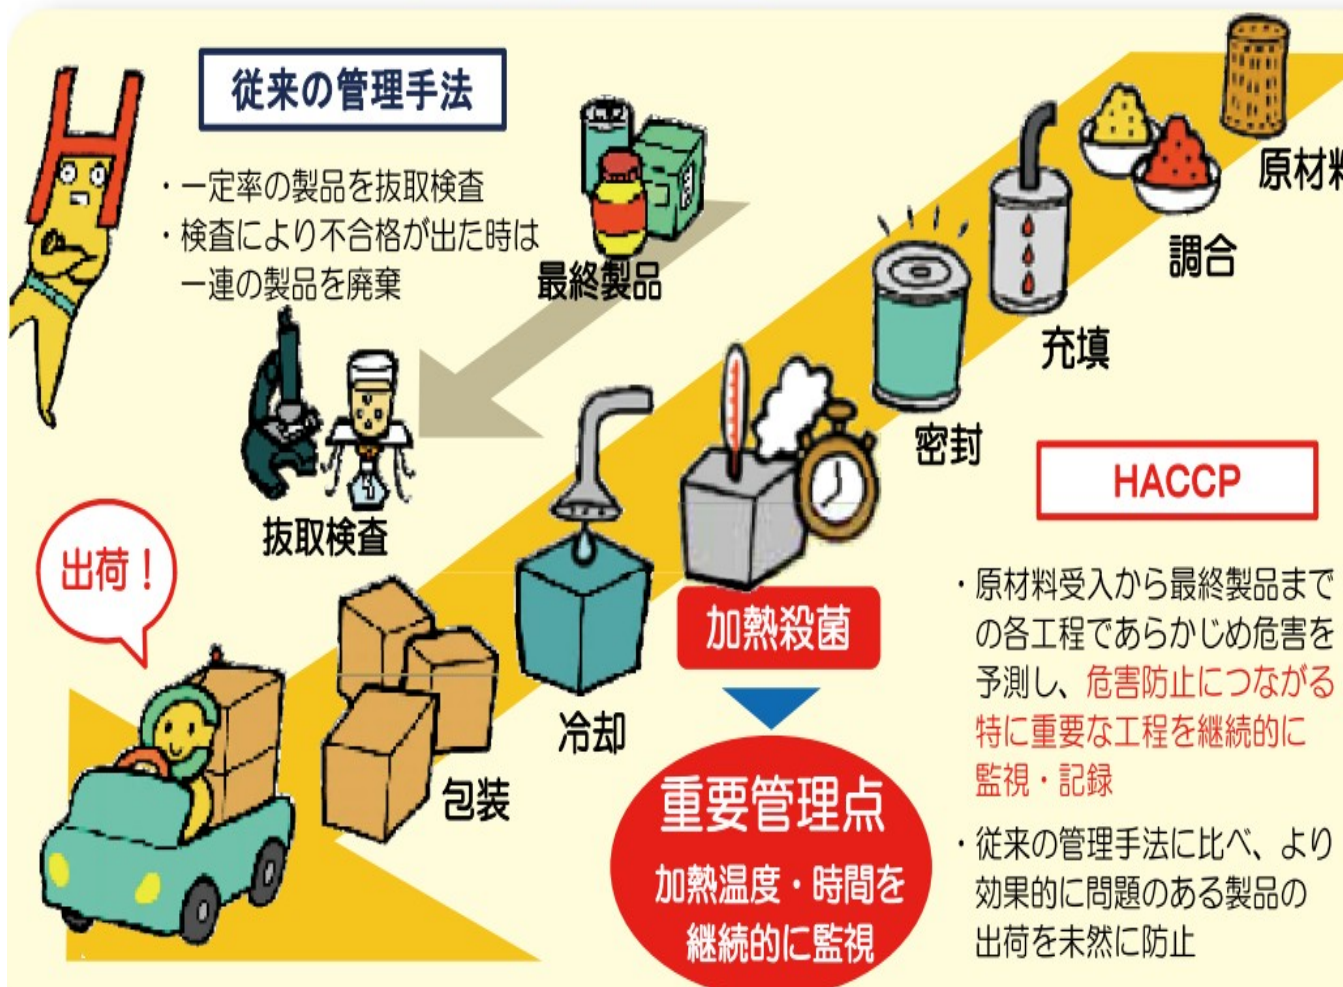 従来の管理手法
・一定率の製品を抜取検査
・検査により不合格が出た時は
一連の製品を廃棄
最終製品
抜取検査
原材料
調合
充填
密封
加熱殺菌
冷却
包装
出荷！
重要管理点
加熱温度・時間を
継続的に監視
HACCP
・原材料受入から最終製品まで
の各工程であらかじめ危害を
予測し、危害防止につながる
特に重要な工程を継続的に
監視・記録
・従来の管理手法に比べ、より
効果的に問題のある製品の
出荷を未然に防止